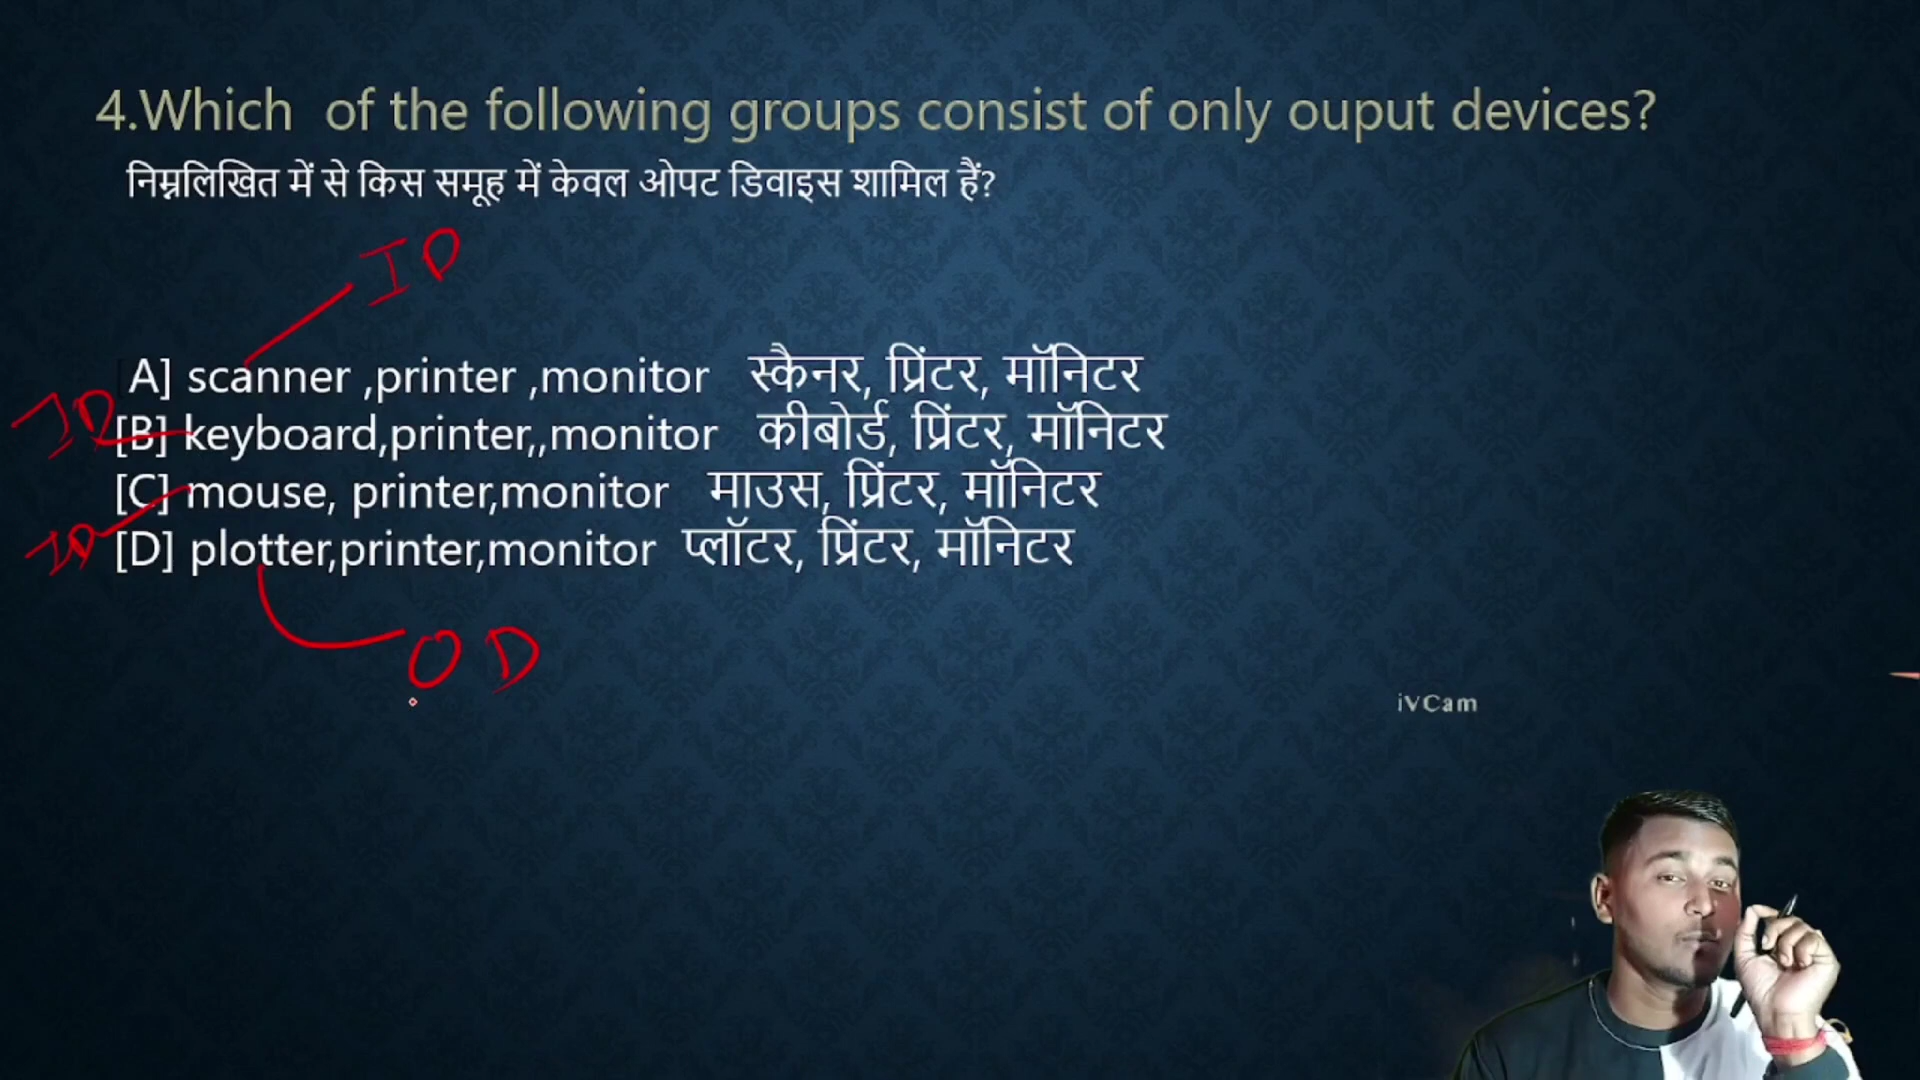 4.Which of the following groups consist of only ouput devices?
निम्नलिखित में से किस समूह में केवल ओपट डिवाइस शामिल हैं?
ID
A] scanner ,printer ,monitor स्कैनर, प्रिंटर, मॉनिटर
ID
[B] keyboard,printer,,monitor कीबोर्ड, प्रिंटर, मॉनिटर
[C] mouse, printer,monitor माउस, प्रिंटर, मॉनिटर
ID
[D] plotter,printer,monitor प्लॉटर, प्रिंटर, मॉनिटर
OD
iVCam